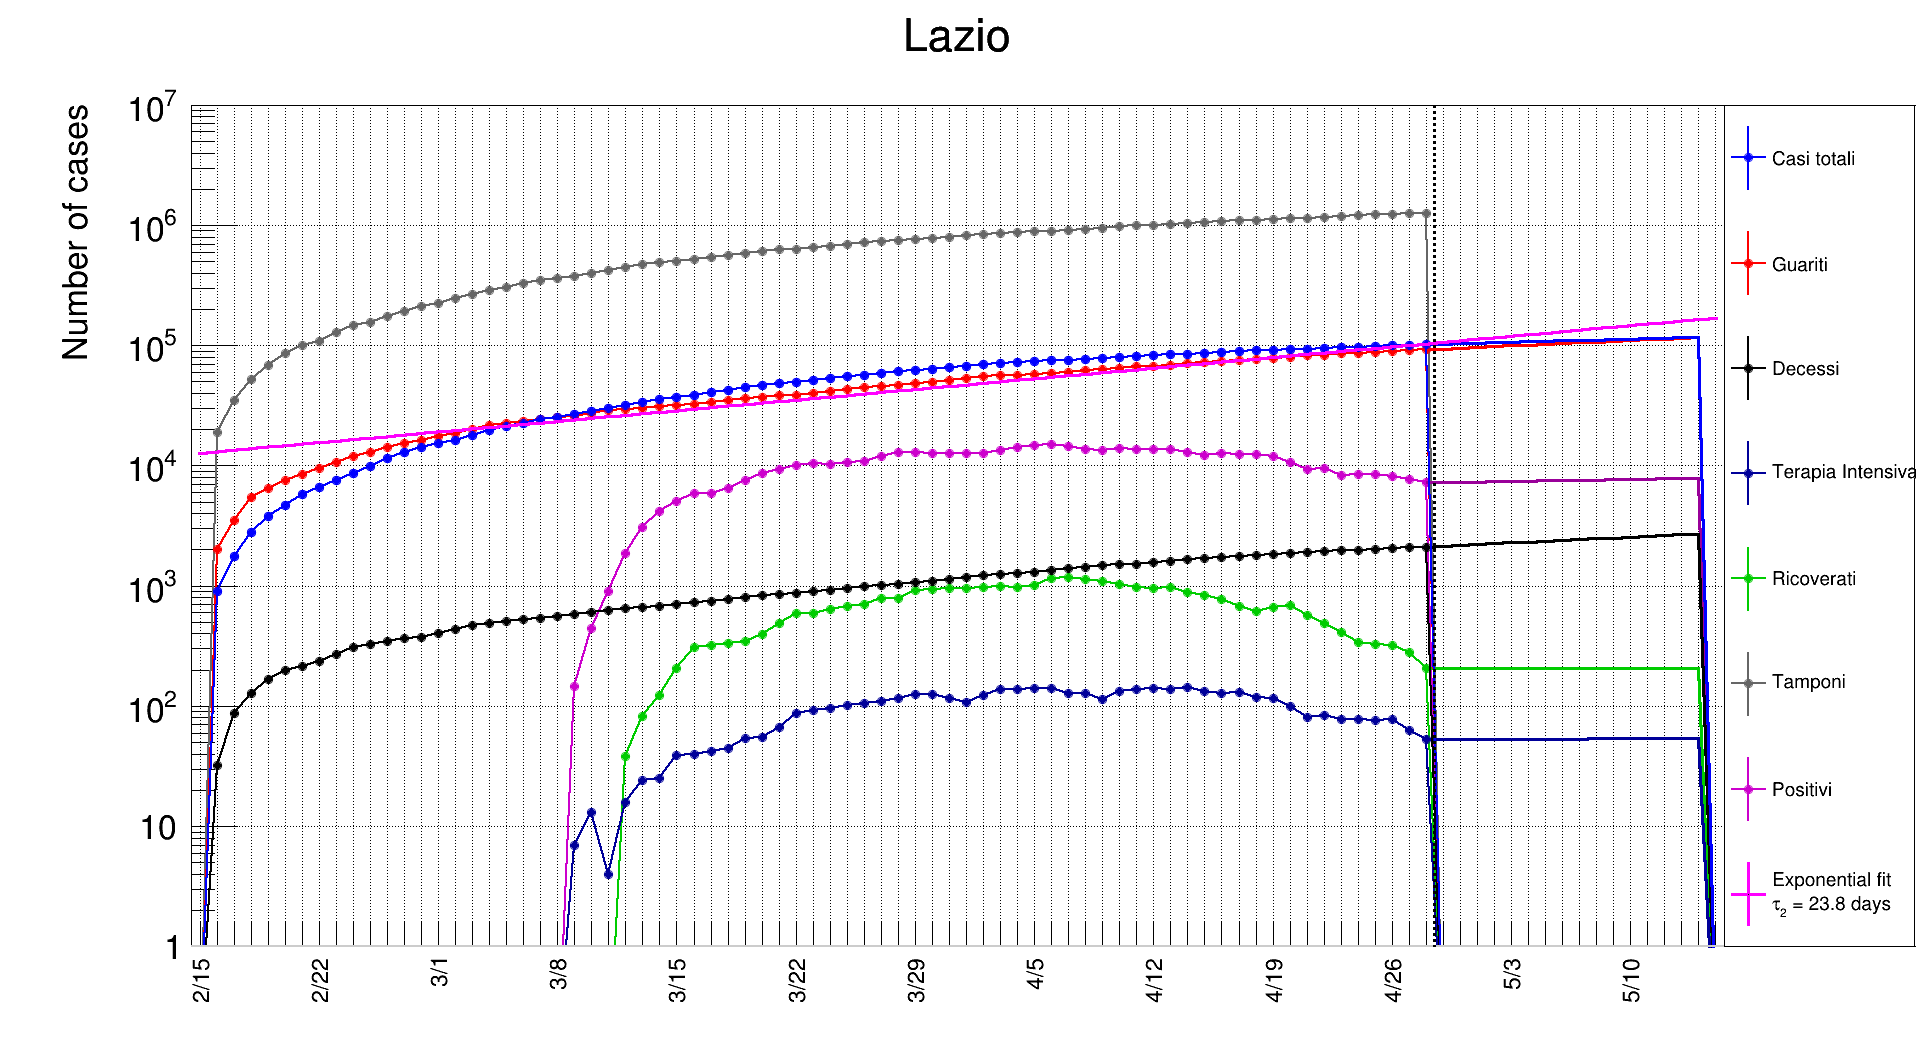 Lazio
Number of cases
10^7
10^6
10^5
10^4
10^3
10^2
10
1
2/15
2/22
3/1
3/8
3/15
3/22
3/29
4/5
4/12
4/19
4/26
5/3
5/10
Casi totali
Guariti
Decessi
Terapia Intensiva
Ricoverati
Tamponi
Positivi
Exponential fit
τ_2 = 23.8 days